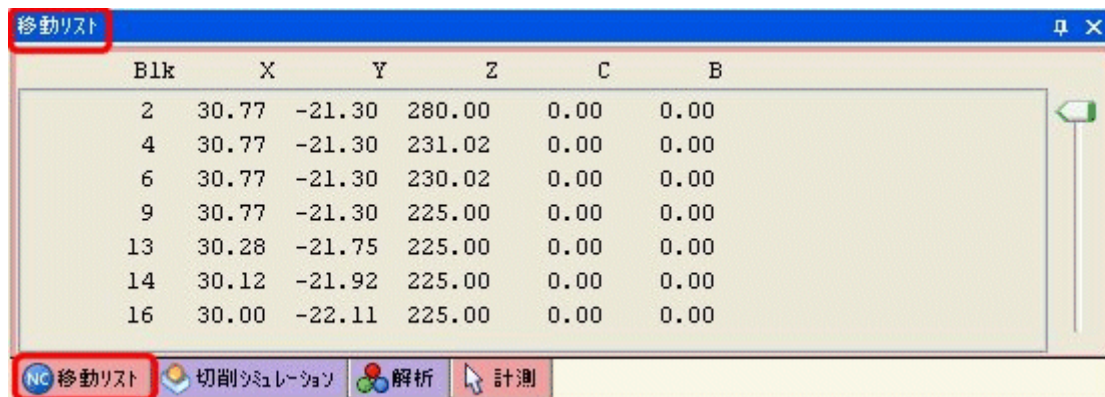 移動ﾘｽﾄ
Blk X Y Z C B
2 30.77 -21.30 280.00 0.00 0.00
4 30.77 -21.30 231.02 0.00 0.00
6 30.77 -21.30 230.02 0.00 0.00
9 30.77 -21.30 225.00 0.00 0.00
13 30.28 -21.75 225.00 0.00 0.00
14 30.12 -21.92 225.00 0.00 0.00
16 30.00 -22.11 225.00 0.00 0.00
NC 移動ﾘｽﾄ 切削ｼﾐｭﾚｰｼｮﾝ 解析 計測